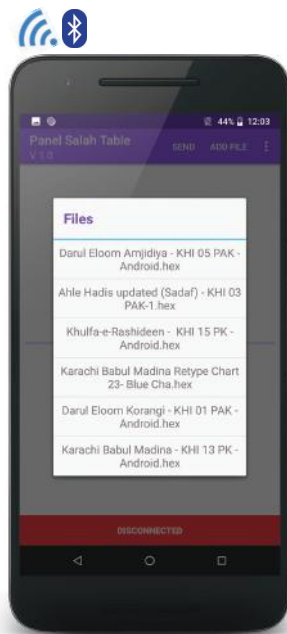 44% 12:03
Panel Salah Table
SEND ADD FILE
V 1.0
Files
Darul Eloom Amjidiya - KHI 05 PAK -
Android.hex
Ahle Hadis updated (Sadaf) - KHI 03
PAK-1.hex
Khulfa-e-Rashideen - KHI 15 PK -
Android.hex
Karachi Babul Madina Retype Chart
23- Blue Cha.hex
Darul Eloom Korangi - KHI 01 PAK -
Android.hex
Karachi Babul Madina - KHI 13 PK -
Android.hex
DISCONNECTED